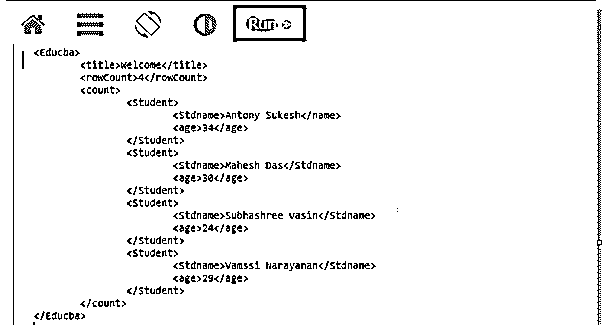 Run
<Educba>
<title>Welcome</title>
<rowCount>4</rowCount>
<count>
<Student>
<Stdname>Antony Sukesh</name>
<age>34</age>
</Student>
<Student>
<Stdname>Mahesh Das</Stdname>
<age>30</age>
</Student>
<Student>
<Stdname>Subhashree vasin</Stdname>
<age>24</age>
</Student>
<Student>
<Stdname>Vamssi Narayanan</Stdname>
<age>29</age>
</Student>
</count>
</Educba>